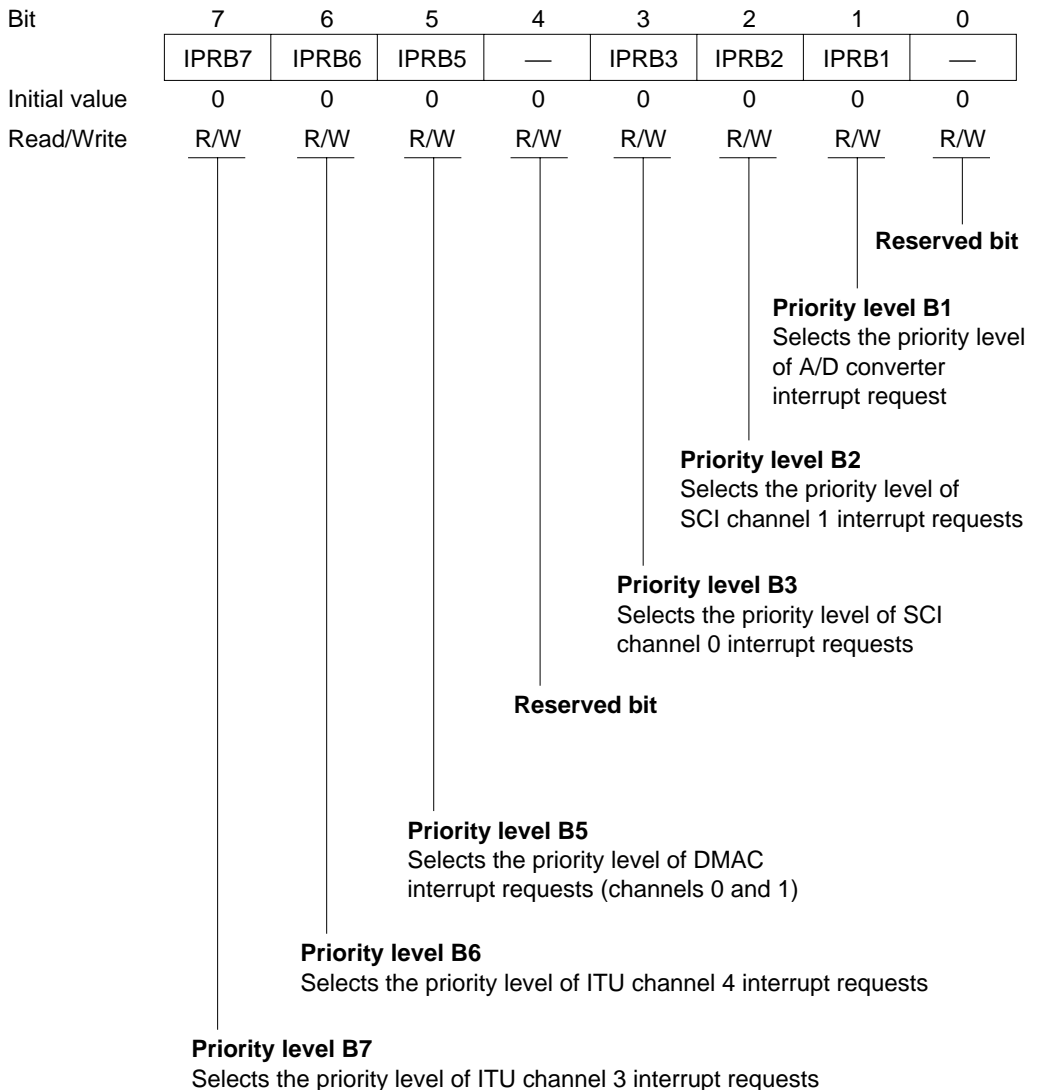 Bit 7 6 5 4 3 2 1 0
IPRB7 IPRB6 IPRB5 — IPRB3 IPRB2 IPRB1 —
Initial value 0 0 0 0 0 0 0 0
Read/Write R/W R/W R/W R/W R/W R/W R/W R/W
Reserved bit
Priority level B1
Selects the priority level
of A/D converter
interrupt request
Priority level B2
Selects the priority level of
SCI channel 1 interrupt requests
Priority level B3
Selects the priority level of SCI
channel 0 interrupt requests
Reserved bit
Priority level B5
Selects the priority level of DMAC
interrupt requests (channels 0 and 1)
Priority level B6
Selects the priority level of ITU channel 4 interrupt requests
Priority level B7
Selects the priority level of ITU channel 3 interrupt requests